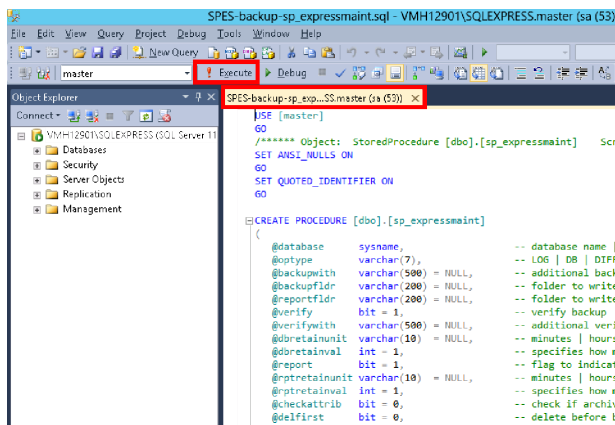 SPES-backup-sp_expressmaint.sql - VMH12901\SQLEXPRESS.master (sa (53))
File Edit View Query Project Debug Tools Window Help
New Query
master Execute Debug
Object Explorer
SPES-backup-sp_exp...SS.master (sa (53))
Connect
VMH12901\SQLEXPRESS (SQL Server 11
Databases
Security
Server Objects
Replication
Management
USE [master]
GO
/****** Object: StoredProcedure [dbo].[sp_expressmaint] Scr
SET ANSI_NULLS ON
GO
SET QUOTED_IDENTIFIER ON
GO
CREATE PROCEDURE [dbo].[sp_expressmaint]
(
@database sysname, -- database name |
@optype varchar(7), -- LOG | DB | DIFF
@backupwith varchar(500) = NULL, -- additional back
@backupfldr varchar(200) = NULL, -- folder to write
@reportfldr varchar(200) = NULL, -- folder to write
@verify bit = 1, -- verify backup
@verifywith varchar(500) = NULL, -- additional veri
@dbretainunit varchar(10) = NULL, -- minutes | hours
@dbretainval int = 1, -- specifies how m
@report bit = 1, -- flag to indicat
@rptretainunit varchar(10) = NULL, -- minutes | hours
@rptretainval int = 1, -- specifies how m
@checkattrib bit = 0, -- check if archiv
@delfirst bit = 0, -- delete before b